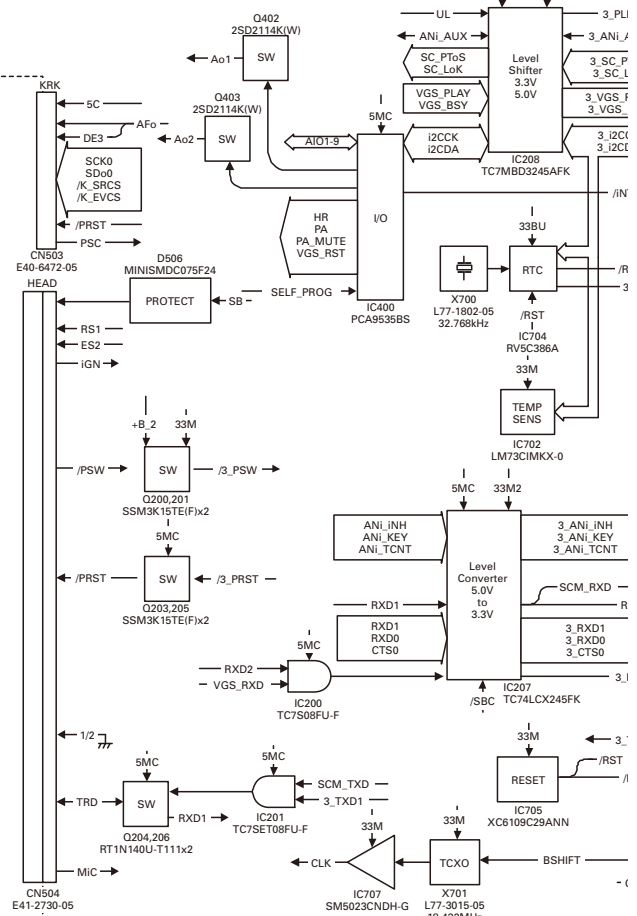 Q402
2SD2114K(W)
Ao1
SW
UL
ANi_AUX
SC_PToS
SC_LoK
VGS_PLAY
VGS_BSY
i2CCK
i2CDA
Level
Shifter
3.3V
5.0V
IC208
TC7MBD3245AFK
KRK
5C
AFo
DE3
SCK0
SDo0
/K_SRCS
/K_EVCS
/PRST
PSC
CN503
E40-6472-05
Q403
2SD2114K(W)
Ao2
SW
5MC
AIO1-9
HR
PA
PA_MUTE
VGS_RST
I/O
SELF_PROG
IC400
PCA9535BS
33BU
RTC
X700
L77-1802-05
32.768kHz
/RST
IC704
RV5C386A
33M
TEMP
SENS
IC702
LM73CIMKX-0
HEAD
D506
MINISMDC075F24
PROTECT
SB
RS1
ES2
iGN
+B_2
33M
/PSW
SW
/3_PSW
Q200,201
SSM3K15TE(F)x2
5MC
/PRST
SW
/3_PRST
Q203,205
SSM3K15TE(F)x2
5MC
33M2
ANi_iNH
ANi_KEY
ANi_TCNT
Level
Converter
5.0V
to
3.3V
3_ANi_iNH
3_ANi_KEY
3_ANi_TCNT
SCM_RXD
RXD1
RXD1
RXD0
CTS0
3_RXD1
3_RXD0
3_CTS0
5MC
RXD2
VGS_RXD
IC200
TC7S08FU-F
/SBC
IC207
TC74LCX245FK
1/2
5MC
TRD
SW
RXD1
Q204,206
RT1N140U-T111x2
5MC
SCM_TXD
3_TXD1
IC201
TC7SET08FU-F
33M
RESET
/RST
IC705
XC6109C29ANN
33M
CLK
IC707
SM5023CNDH-G
33M
TCXO
BSHIFT
X701
L77-3015-05
MiC
CN504
E41-2730-05